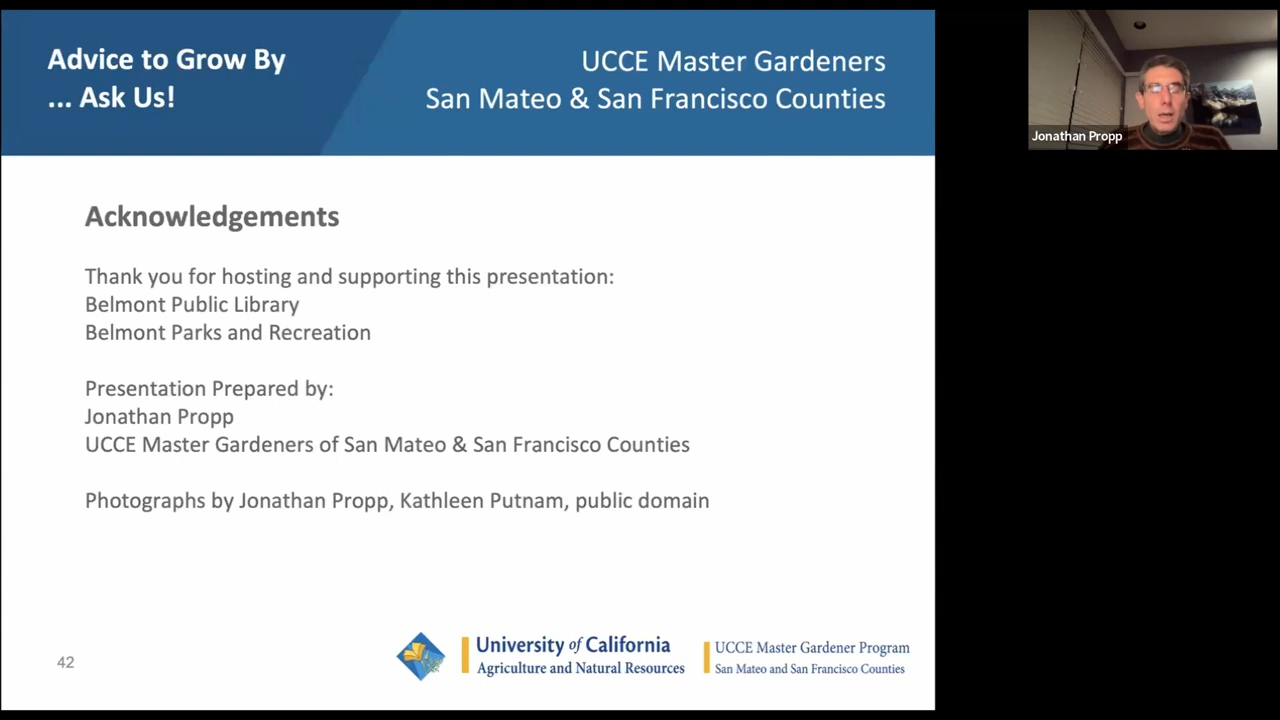 Advice to Grow By
... Ask Us!
UCCE Master Gardeners
San Mateo & San Francisco Counties
Jonathan Propp
Acknowledgements
Thank you for hosting and supporting this presentation:
Belmont Public Library
Belmont Parks and Recreation
Presentation Prepared by:
Jonathan Propp
UCCE Master Gardeners of San Mateo & San Francisco Counties
Photographs by Jonathan Propp, Kathleen Putnam, public domain
42
University of California
Agriculture and Natural Resources
UCCE Master Gardener Program
San Mateo and San Francisco Counties